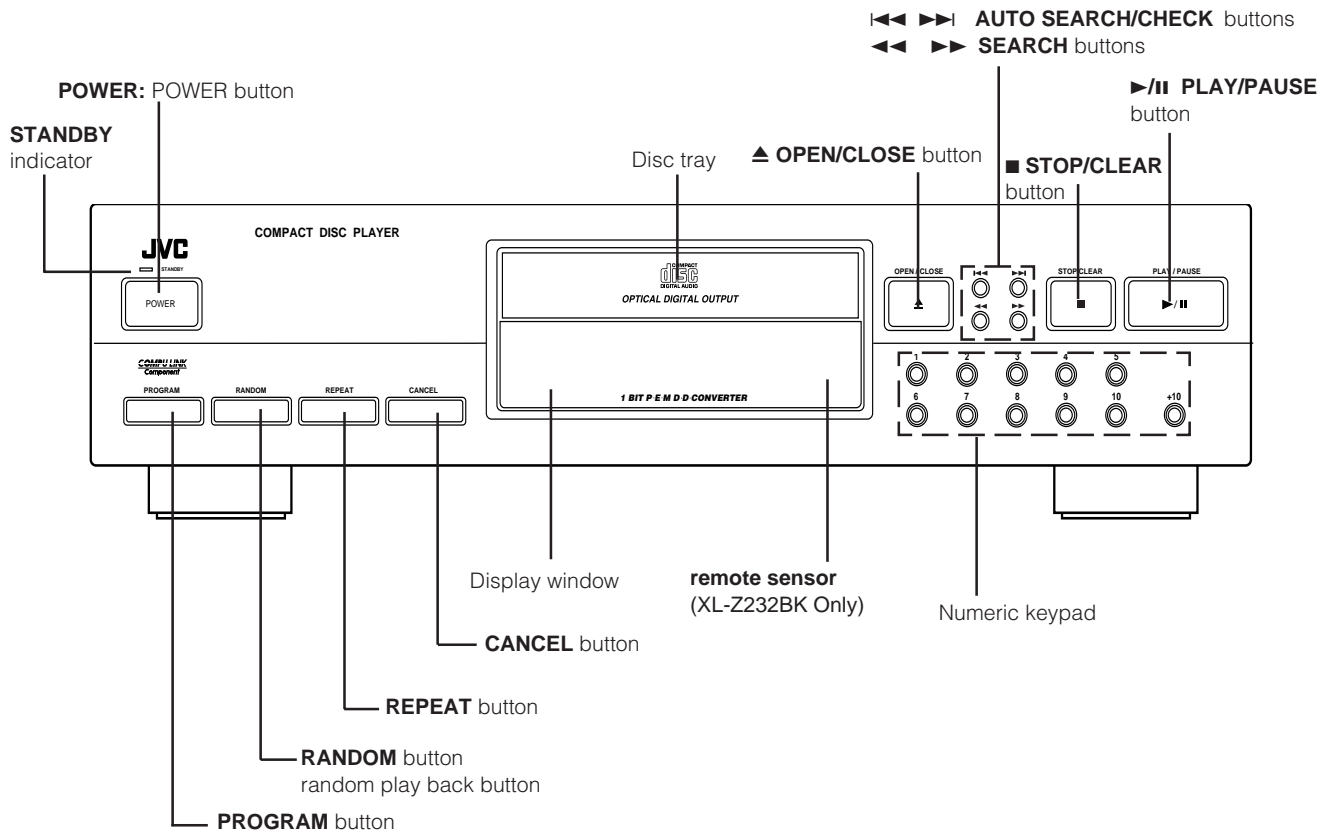 ⏮ ⏭ AUTO SEARCH/CHECK buttons
◀◀ ▶▶ SEARCH buttons
POWER: POWER button
►/II PLAY/PAUSE
button
STANDBY
indicator
Disc tray
▲ OPEN/CLOSE button
■ STOP/CLEAR
button
COMPACT DISC PLAYER
JVC
STANDBY
POWER
COMPACT
disc
DIGITAL AUDIO
OPTICAL DIGITAL OUTPUT
OPEN/CLOSE
STOP/CLEAR
PLAY / PAUSE
►/II
COMPU LINK
Component
PROGRAM
RANDOM
REPEAT
CANCEL
1 BIT P·E·M D·D·CONVERTER
1 2 3 4 5
6 7 8 9 10 +10
Display window
remote sensor
(XL-Z232BK Only)
Numeric keypad
CANCEL button
REPEAT button
RANDOM button
random play back button
PROGRAM button